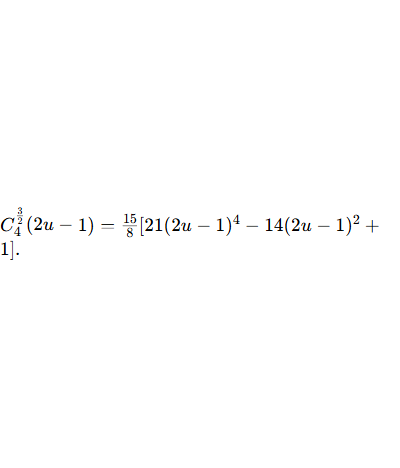 $C_4^{\frac{3}{2}}(2u-1) = \frac{15}{8}[21(2u-1)^4 - 14(2u-1)^2 +$
$1].$